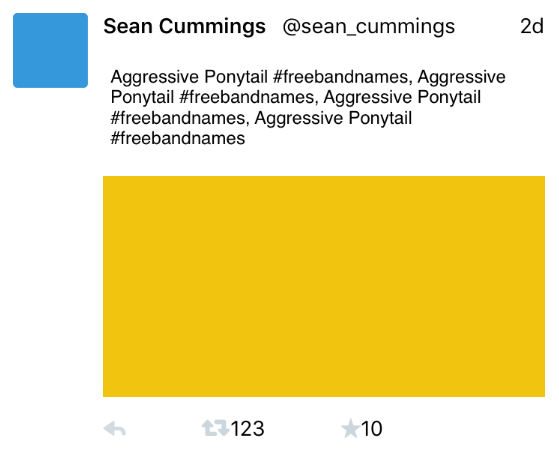 Sean Cummings @sean_cummings 2d
Aggressive Ponytail #freebandnames, Aggressive
Ponytail #freebandnames, Aggressive Ponytail
#freebandnames, Aggressive Ponytail
#freebandnames
123 10